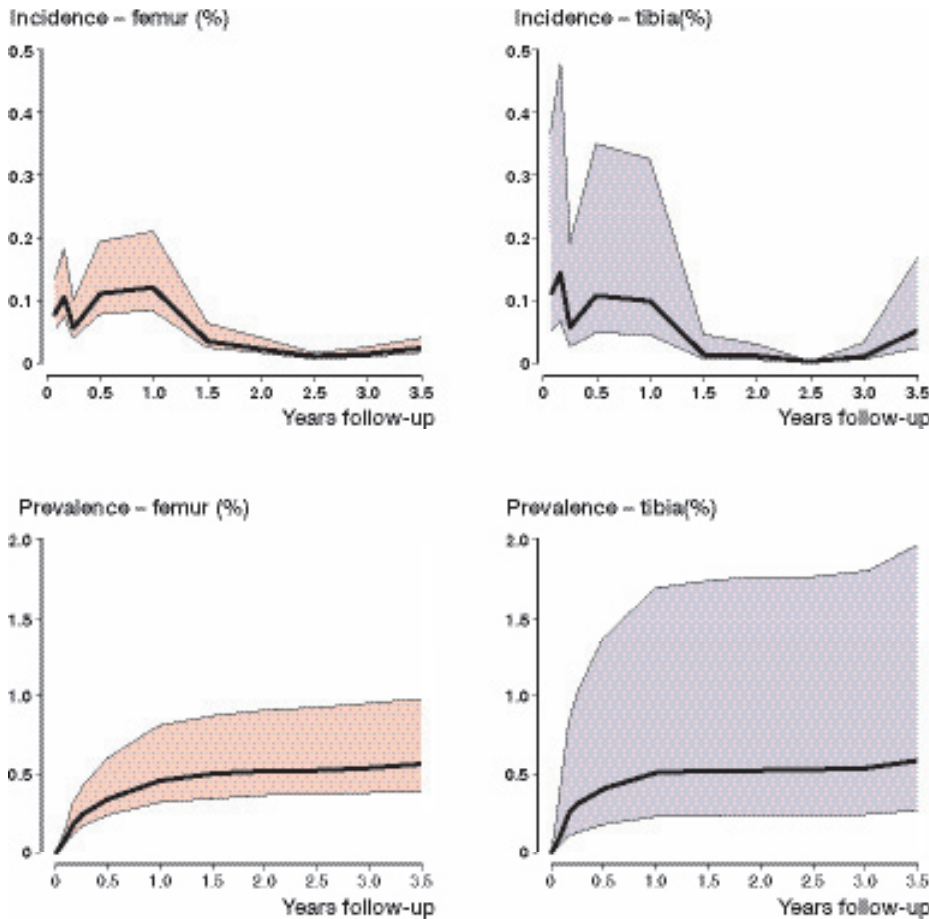 Incidence – femur (%)
0.5
0.4
0.3
0.2
0.1
0
0 0.5 1.0 1.5 2.0 2.5 3.0 3.5
Years follow-up
Incidence – tibia(%)
0.5
0.4
0.3
0.2
0.1
0
0 0.5 1.0 1.5 2.0 2.5 3.0 3.5
Years follow-up
Prevalence – femur (%)
2.0
1.5
1.0
0.5
0
0 0.5 1.0 1.5 2.0 2.5 3.0 3.5
Years follow-up
Prevalence – tibia(%)
2.0
1.5
1.0
0.5
0
0 0.5 1.0 1.5 2.0 2.5 3.0 3.5
Years follow-up